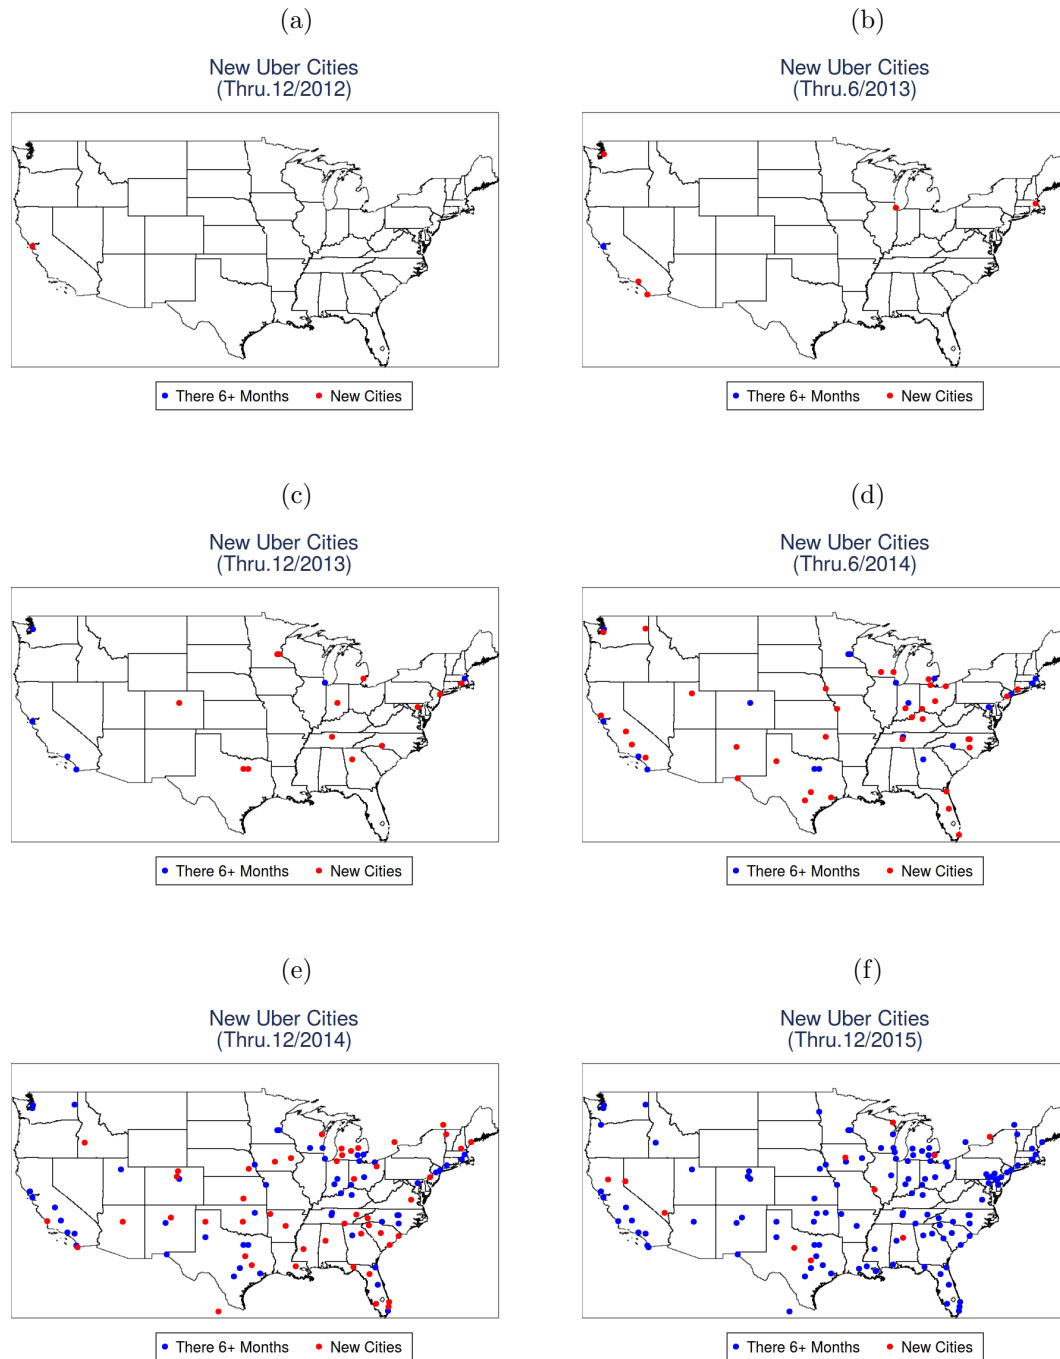 (a)
New Uber Cities
(Thru.12/2012)
There 6+ Months New Cities
(b)
New Uber Cities
(Thru.6/2013)
There 6+ Months New Cities
(c)
New Uber Cities
(Thru.12/2013)
There 6+ Months New Cities
(d)
New Uber Cities
(Thru.6/2014)
There 6+ Months New Cities
(e)
New Uber Cities
(Thru.12/2014)
There 6+ Months New Cities
(f)
New Uber Cities
(Thru.12/2015)
There 6+ Months New Cities